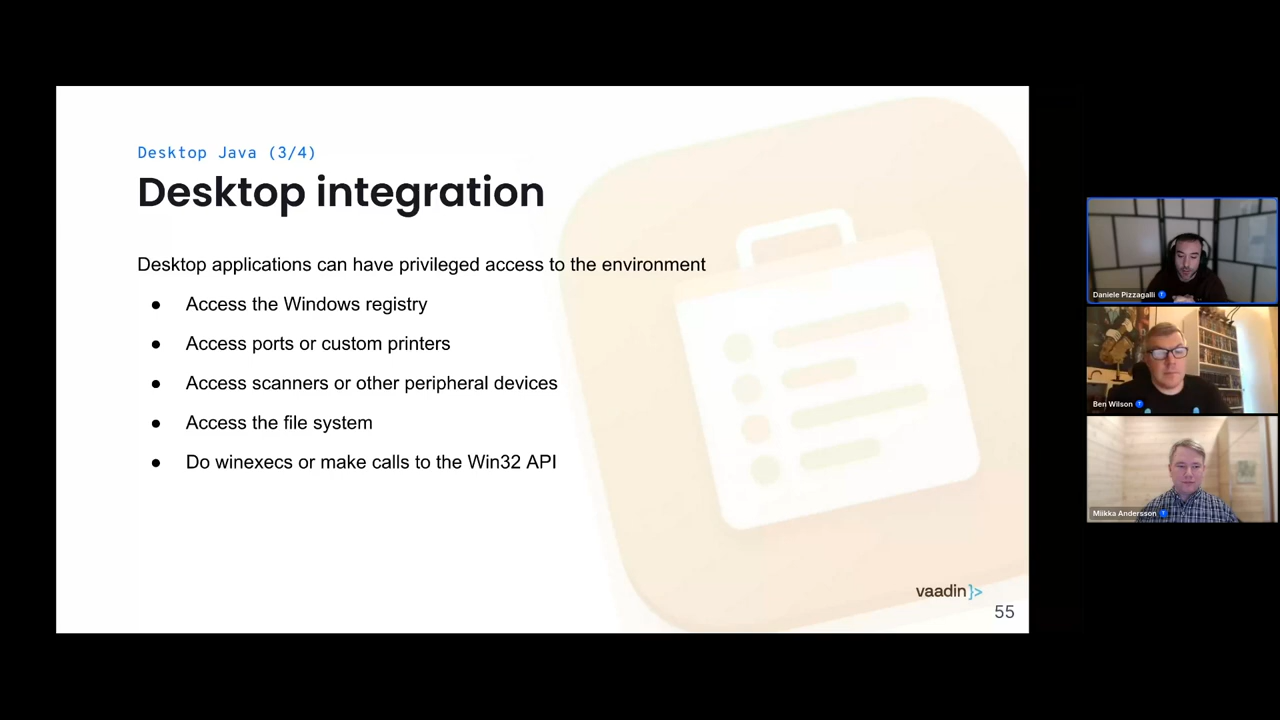 Desktop Java (3/4)
Desktop integration
Desktop applications can have privileged access to the environment
● Access the Windows registry
● Access ports or custom printers
● Access scanners or other peripheral devices
● Access the file system
● Do winexecs or make calls to the Win32 API
vaadin}>
55
Daniele Pizzagalli
Ben Wilson
Miikka Andersson